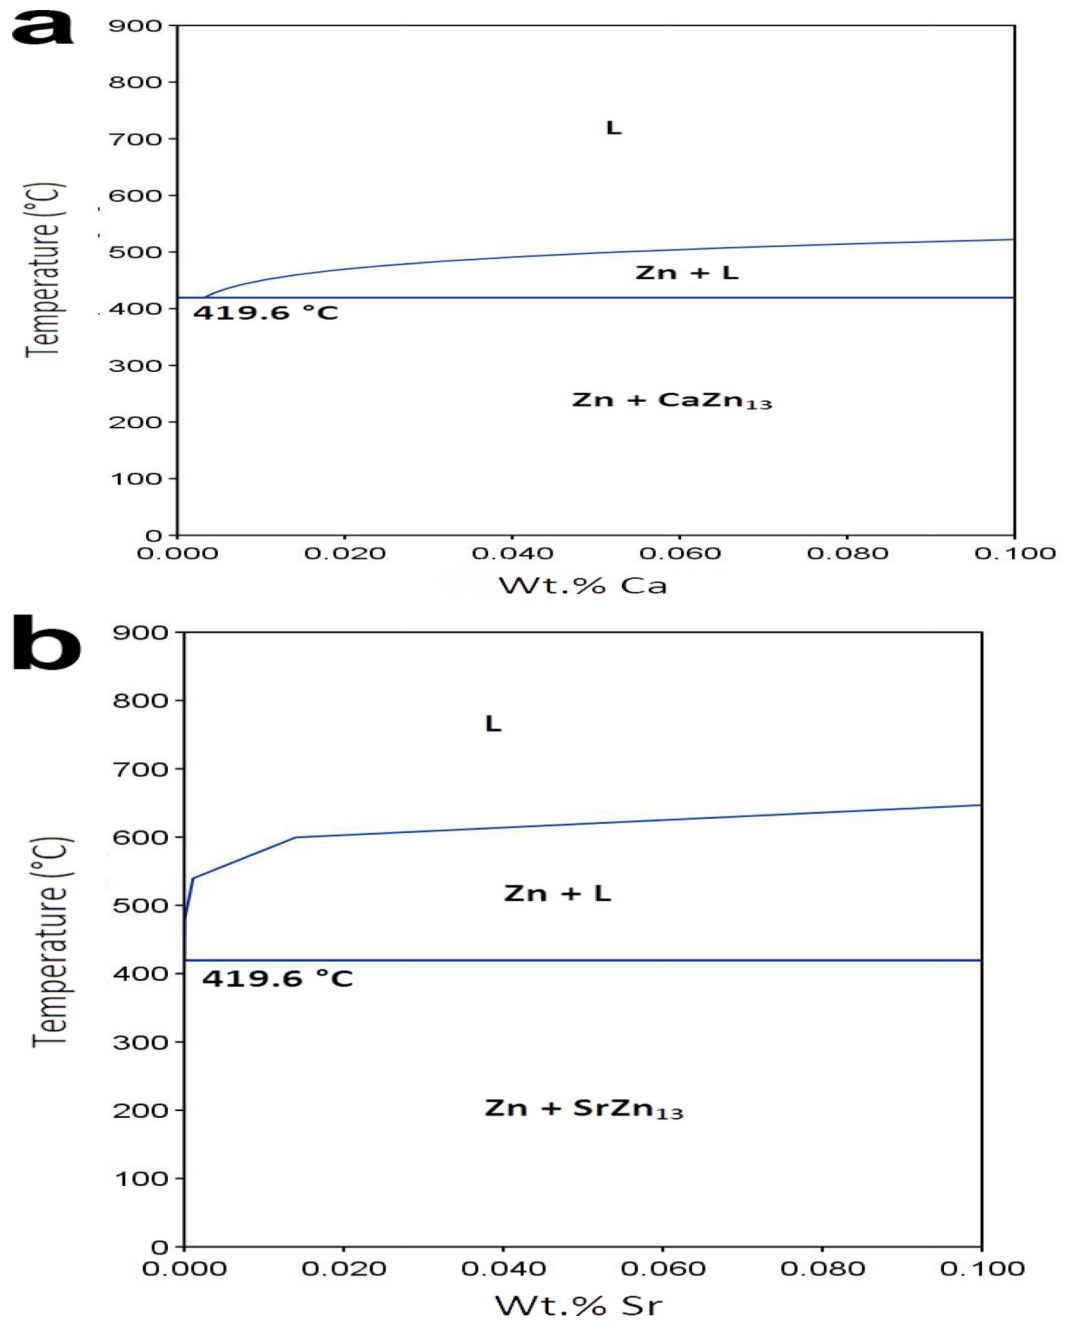 a
900
800
700
600
500
400
300
200
100
0
Temperature (°C)
L
Zn + L
419.6 °C
Zn + CaZn₁₃
0.000 0.020 0.040 0.060 0.080 0.100
Wt.% Ca
b
900
800
700
600
500
400
300
200
100
0
Temperature (°C)
L
Zn + L
419.6 °C
Zn + SrZn₁₃
0.000 0.020 0.040 0.060 0.080 0.100
Wt.% Sr